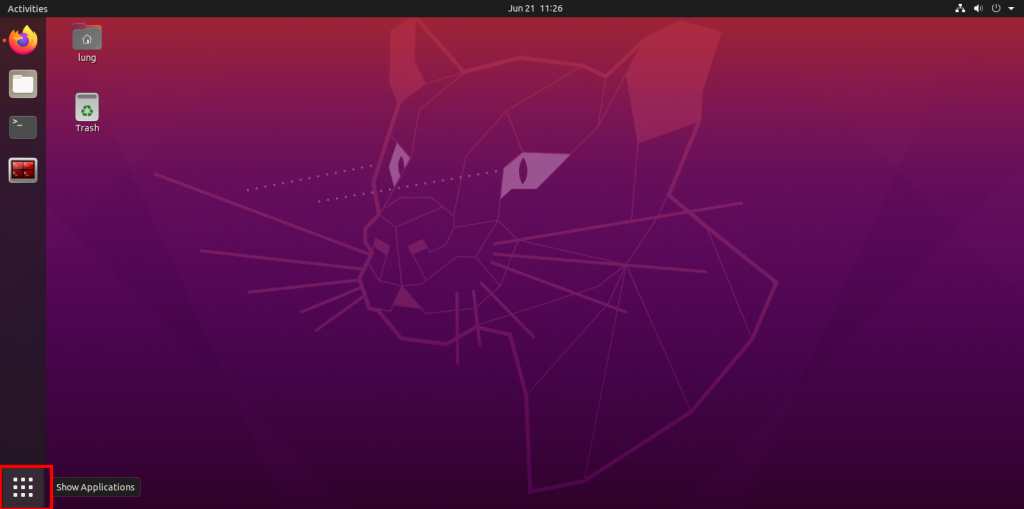 Activities
Jun 21 11:26
lung
Trash
>_
Show Applications